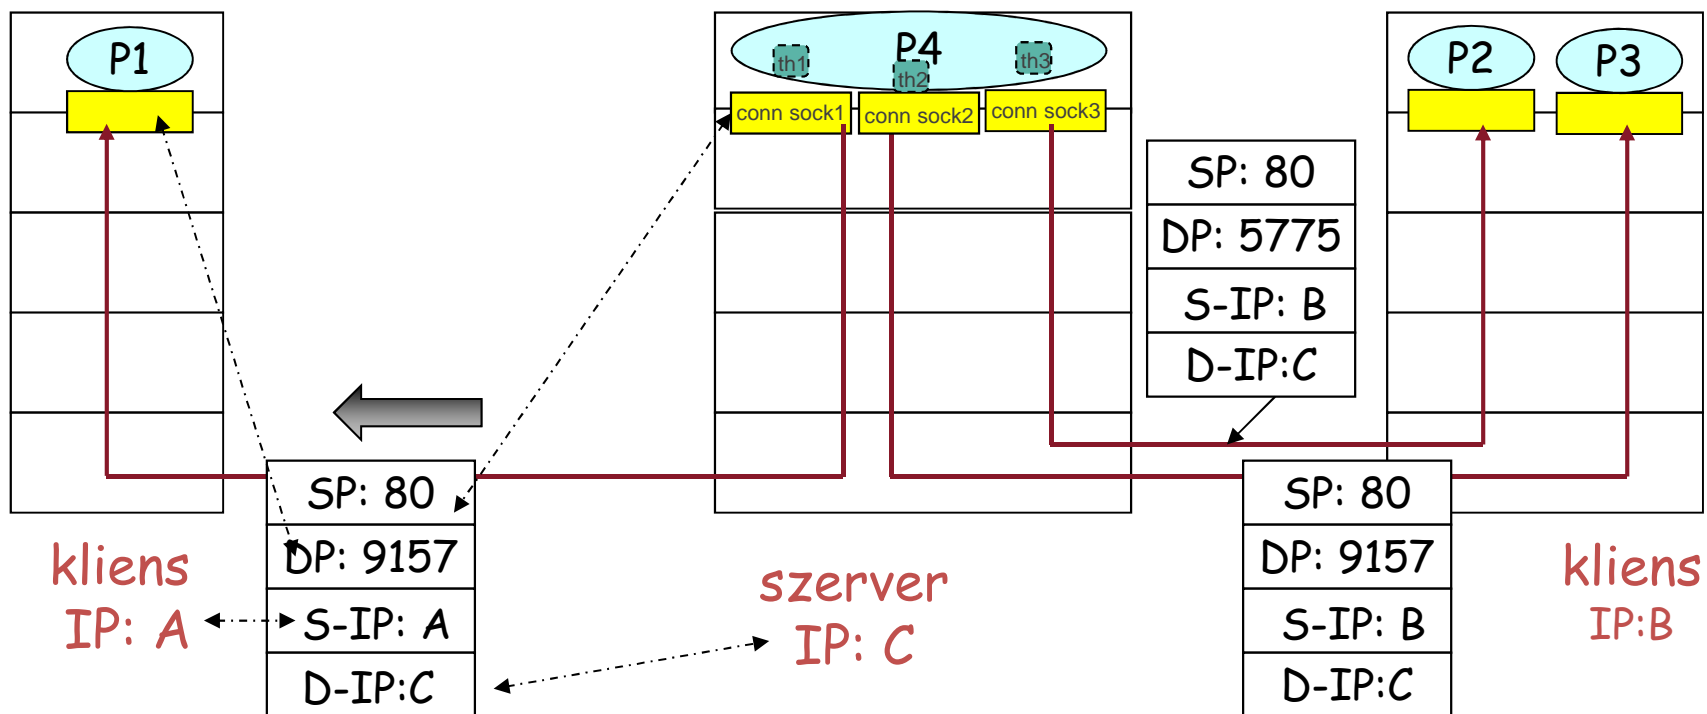 P1
P4
th1
th2
th3
conn sock1
conn sock2
conn sock3
P2
P3
SP: 80
DP: 5775
S-IP: B
D-IP:C
SP: 80
DP: 9157
S-IP: A
D-IP:C
SP: 80
DP: 9157
S-IP: B
D-IP:C
kliens
IP: A
szerver
IP: C
kliens
IP:B